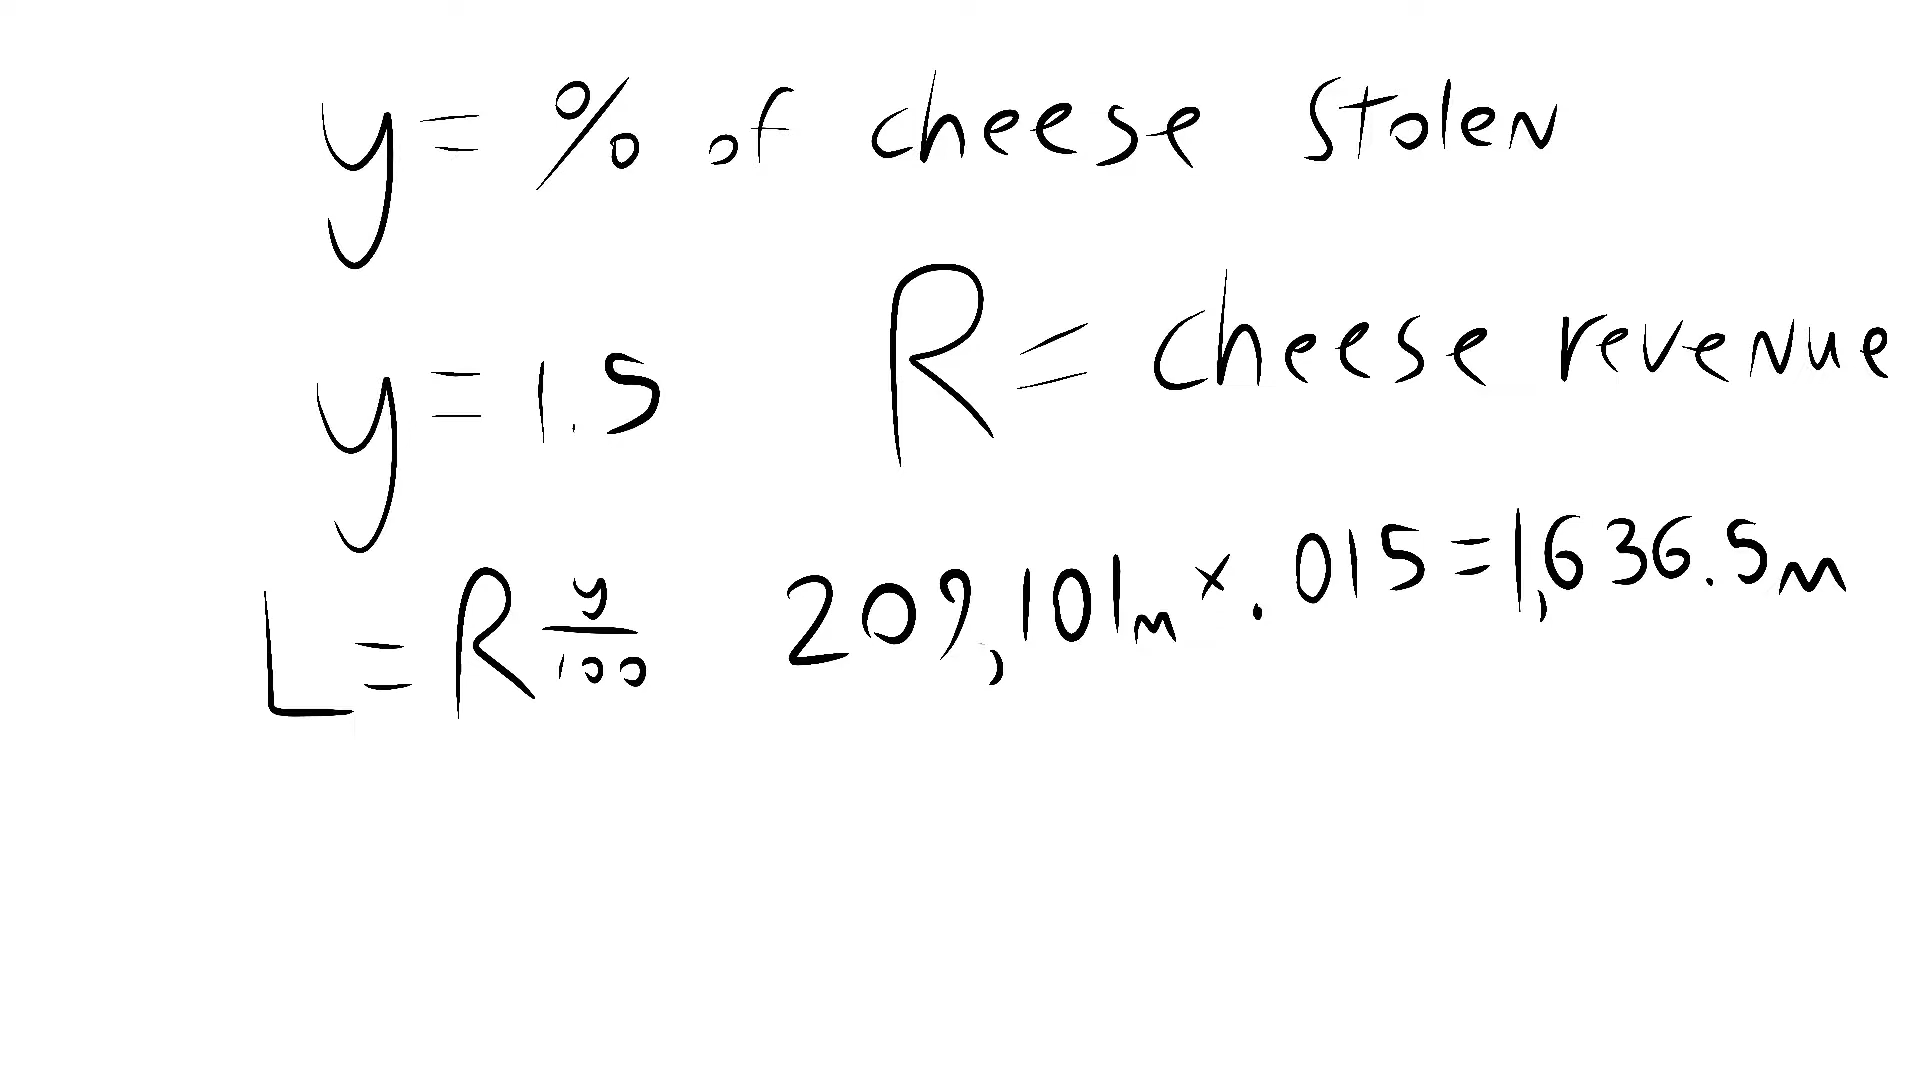 y = % of cheese stolen
R = cheese revenue
y = 1.5
L = R y/100 209,101m × .015 = 1,636.5m